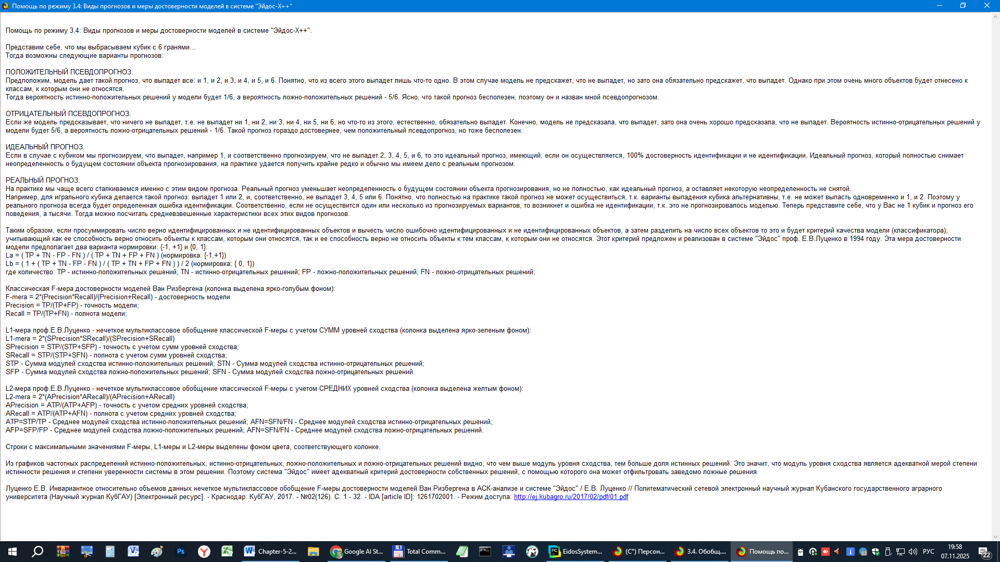 Помощь по режиму 3.4: Виды прогнозов и меры достоверности моделей в системе "Эйдос-Х++"
Помощь по режиму 3.4: Виды прогнозов и меры достоверности моделей в системе "Эйдос-Х++".
Представим себе, что мы выбрасываем кубик с 6 гранями...
Тогда возможны следующие варианты прогнозов:
ПОЛОЖИТЕЛЬНЫЙ ПСЕВДОПРОГНОЗ.
Предположим, модель дает такой прогноз, что выпадет все: и 1, и 2, и 3, и 4, и 5, и 6. Понятно, что из всего этого выпадет лишь что-то одно. В этом случае модель не предскажет, что не выпадет, но зато она обязательно предскажет, что выпадет. Однако при этом очень много объектов будет отнесено к
классам, к которым они не относятся.
Тогда вероятность истинно-положительных решений у модели будет 1/6, а вероятность ложно-положительных решений - 5/6. Ясно, что такой прогноз бесполезен, поэтому он и назван мной псевдопрогнозом.
ОТРИЦАТЕЛЬНЫЙ ПСЕВДОПРОГНОЗ.
Если же модель предсказывает, что ничего не выпадет, т.е. не выпадет ни 1, ни 2, ни 3, ни 4, ни 5, ни 6, но что-то из этого, естественно, обязательно выпадет. Конечно, модель не предсказала, что выпадет, зато она очень хорошо предсказала, что не выпадет. Вероятность истинно-отрицательных решений у
модели будет 5/6, а вероятность ложно-отрицательных решений - 1/6. Такой прогноз гораздо достовернее, чем положительный псевдопрогноз, но тоже бесполезен.
ИДЕАЛЬНЫЙ ПРОГНОЗ.
Если в случае с кубиком мы прогнозируем, что выпадет, например 1, и соответственно прогнозируем, что не выпадет 2, 3, 4, 5, и 6, то это идеальный прогноз, имеющий, если он осуществляется, 100% достоверность идентификации и не идентификации. Идеальный прогноз, который полностью снимает
неопределенность о будущем состоянии объекта прогнозирования, на практике удается получить крайне редко и обычно мы имеем дело с реальным прогнозом.
РЕАЛЬНЫЙ ПРОГНОЗ.
На практике мы чаще всего сталкиваемся именно с этим видом прогноза. Реальный прогноз уменьшает неопределенность о будущем состоянии объекта прогнозирования, но не полностью, как идеальный прогноз, а оставляет некоторую неопределенность не снятой.
Например, для игрального кубика делается такой прогноз: выпадет 1 или 2, и, соответственно, не выпадет 3, 4, 5 или 6. Понятно, что полностью на практике такой прогноз не может осуществиться, т.к. варианты выпадения кубика альтернативны, т.е. не может выпасть одновременно и 1, и 2. Поэтому у
реального прогноза всегда будет определенная ошибка идентификации. Соответственно, если не осуществится один или несколько из прогнозируемых вариантов, то возникнет и ошибка не идентификации, т.к. это не прогнозировалось моделью. Теперь представите себе, что у Вас не 1 кубик и прогноз его
поведения, а тысячи. Тогда можно посчитать средневзвешенные характеристики всех этих видов прогнозов.
Таким образом, если просуммировать число верно идентифицированных и не идентифицированных объектов и вычесть число ошибочно идентифицированных и не идентифицированных объектов, а затем разделить на число всех объектов то это и будет критерий качества модели (классификатора),
учитывающий как ее способность верно относить объекты к классам, которым они относятся, так и ее способность верно не относить объекты к тем классам, к которым они не относятся. Этот критерий предложен и реализован в системе "Эйдос" проф. Е.В.Луценко в 1994 году. Эта мера достоверности
модели предполагает два варианта нормировки: {-1, +1} и {0, 1}:
La = ( TP + TN - FP - FN ) / ( TP + TN + FP + FN ) (нормировка: {-1,+1})
Lb = ( 1 + ( TP + TN - FP - FN ) / ( TP + TN + FP + FN ) ) / 2 (нормировка: { 0, 1})
где количество: TP - истинно-положительных решений; TN - истинно-отрицательных решений; FP - ложно-положительных решений; FN - ложно-отрицательных решений;
Классическая F-мера достоверности моделей Ван Ризбергена (колонка выделена ярко-голубым фоном):
F-mera = 2*(Precision*Recall)/(Precision+Recall) - достоверность модели
Precision = TP/(TP+FP) - точность модели;
Recall = TP/(TP+FN) - полнота модели;
L1-мера проф.Е.В.Луценко - нечеткое мультиклассовое обобщение классической F-меры с учетом СУММ уровней сходства (колонка выделена ярко-зеленым фоном):
L1-mera = 2*(SPrecision*SRecall)/(SPrecision+SRecall)
SPrecision = STP/(STP+SFP) - точность с учетом сумм уровней сходства;
SRecall = STP/(STP+SFN) - полнота с учетом сумм уровней сходства;
STP - Сумма модулей сходства истинно-положительных решений; STN - Сумма модулей сходства истинно-отрицательных решений;
SFP - Сумма модулей сходства ложно-положительных решений; SFN - Сумма модулей сходства ложно-отрицательных решений.
L2-мера проф.Е.В.Луценко - нечеткое мультиклассовое обобщение классической F-меры с учетом СРЕДНИХ уровней сходства (колонка выделена желтым фоном):
L2-mera = 2*(APrecision*ARecall)/(APrecision+ARecall)
APrecision = ATP/(ATP+AFP) - точность с учетом средних уровней сходства;
ARecall = ATP/(ATP+AFN) - полнота с учетом средних уровней сходства;
ATP=STP/TP - Среднее модулей сходства истинно-положительных решений; AFN=SFN/FN - Среднее модулей сходства истинно-отрицательных решений;
AFP=SFP/FP - Среднее модулей сходства ложно-положительных решений; AFN=SFN/FN - Среднее модулей сходства ложно-отрицательных решений.
Строки с максимальными значениями F-меры, L1-меры и L2-меры выделены фоном цвета, соответствующего колонке.
Из графиков частотных распределений истинно-положительных, истинно-отрицательных, ложно-положительных и ложно-отрицательных решений видно, что чем выше модуль уровня сходства, тем больше доля истинных решений. Это значит, что модуль уровня сходства является адекватной мерой степени
истинности решения и степени уверенности системы в этом решении. Поэтому система "Эйдос" имеет адекватный критерий достоверности собственных решений, с помощью которого она может отфильтровать заведомо ложные решения.
Луценко Е.В. Инвариантное относительно объемов данных нечеткое мультиклассовое обобщение F-меры достоверности моделей Ван Ризбергена в АСК-анализе и системе "Эйдос" / Е.В. Луценко // Политематический сетевой электронный научный журнал Кубанского государственного аграрного
университета (Научный журнал КубГАУ) [Электронный ресурс]. - Краснодар: КубГАУ, 2017. - №02(126). С. 1 - 32. - IDA [article ID]: 1261702001. - Режим доступа: http://ej.kubagro.ru/2017/02/pdf/01.pdf
Chapter-5-2... Google AI St... Total Comm... EidosSystem... (C°) Персон... 3.4. Обобщ.... Помощь по... РУС 19:58
07.11.2025 22